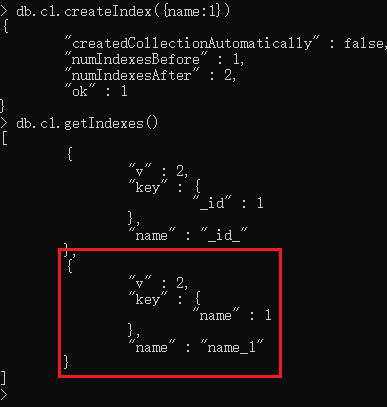 > db.c1.createIndex({name:1})
{
"createdCollectionAutomatically" : false,
"numIndexesBefore" : 1,
"numIndexesAfter" : 2,
"ok" : 1
}
> db.c1.getIndexes()
[
{
"v" : 2,
"key" : {
"_id" : 1
},
"name" : "_id_"
},
{
"v" : 2,
"key" : {
"name" : 1
},
"name" : "name_1"
}
]
>